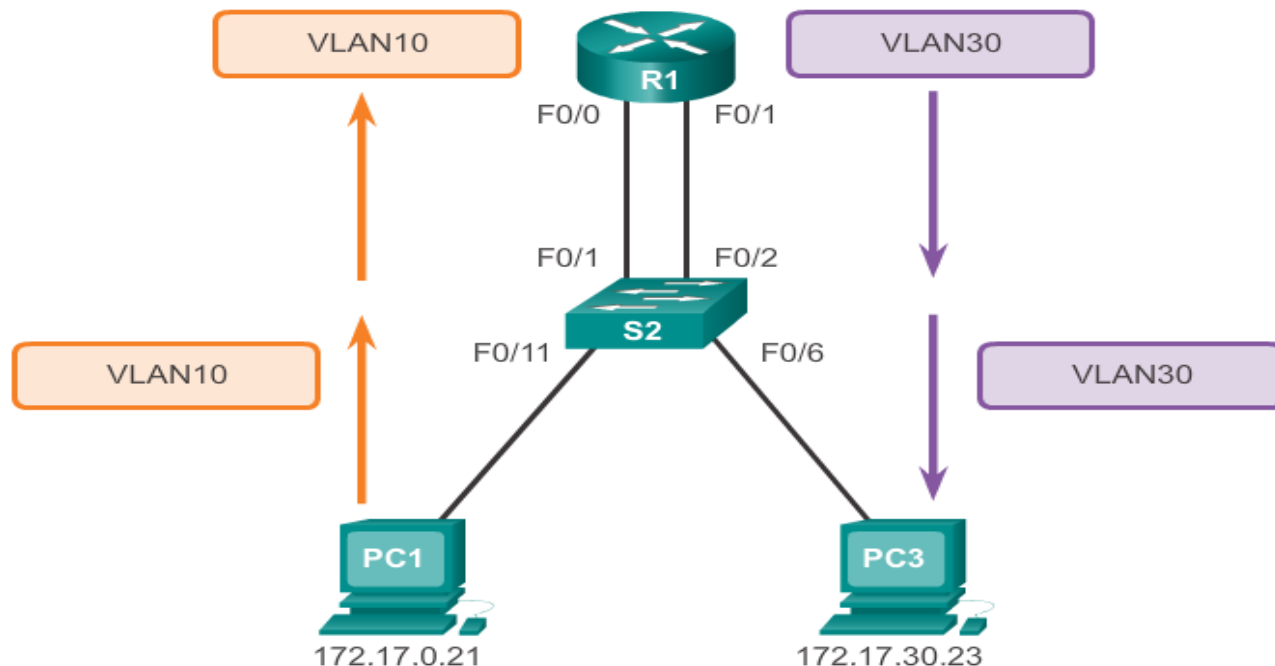 VLAN10
VLAN30
R1
F0/0
F0/1
F0/1
F0/2
S2
F0/11
F0/6
VLAN10
VLAN30
PC1
PC3
172.17.0.21
172.17.30.23